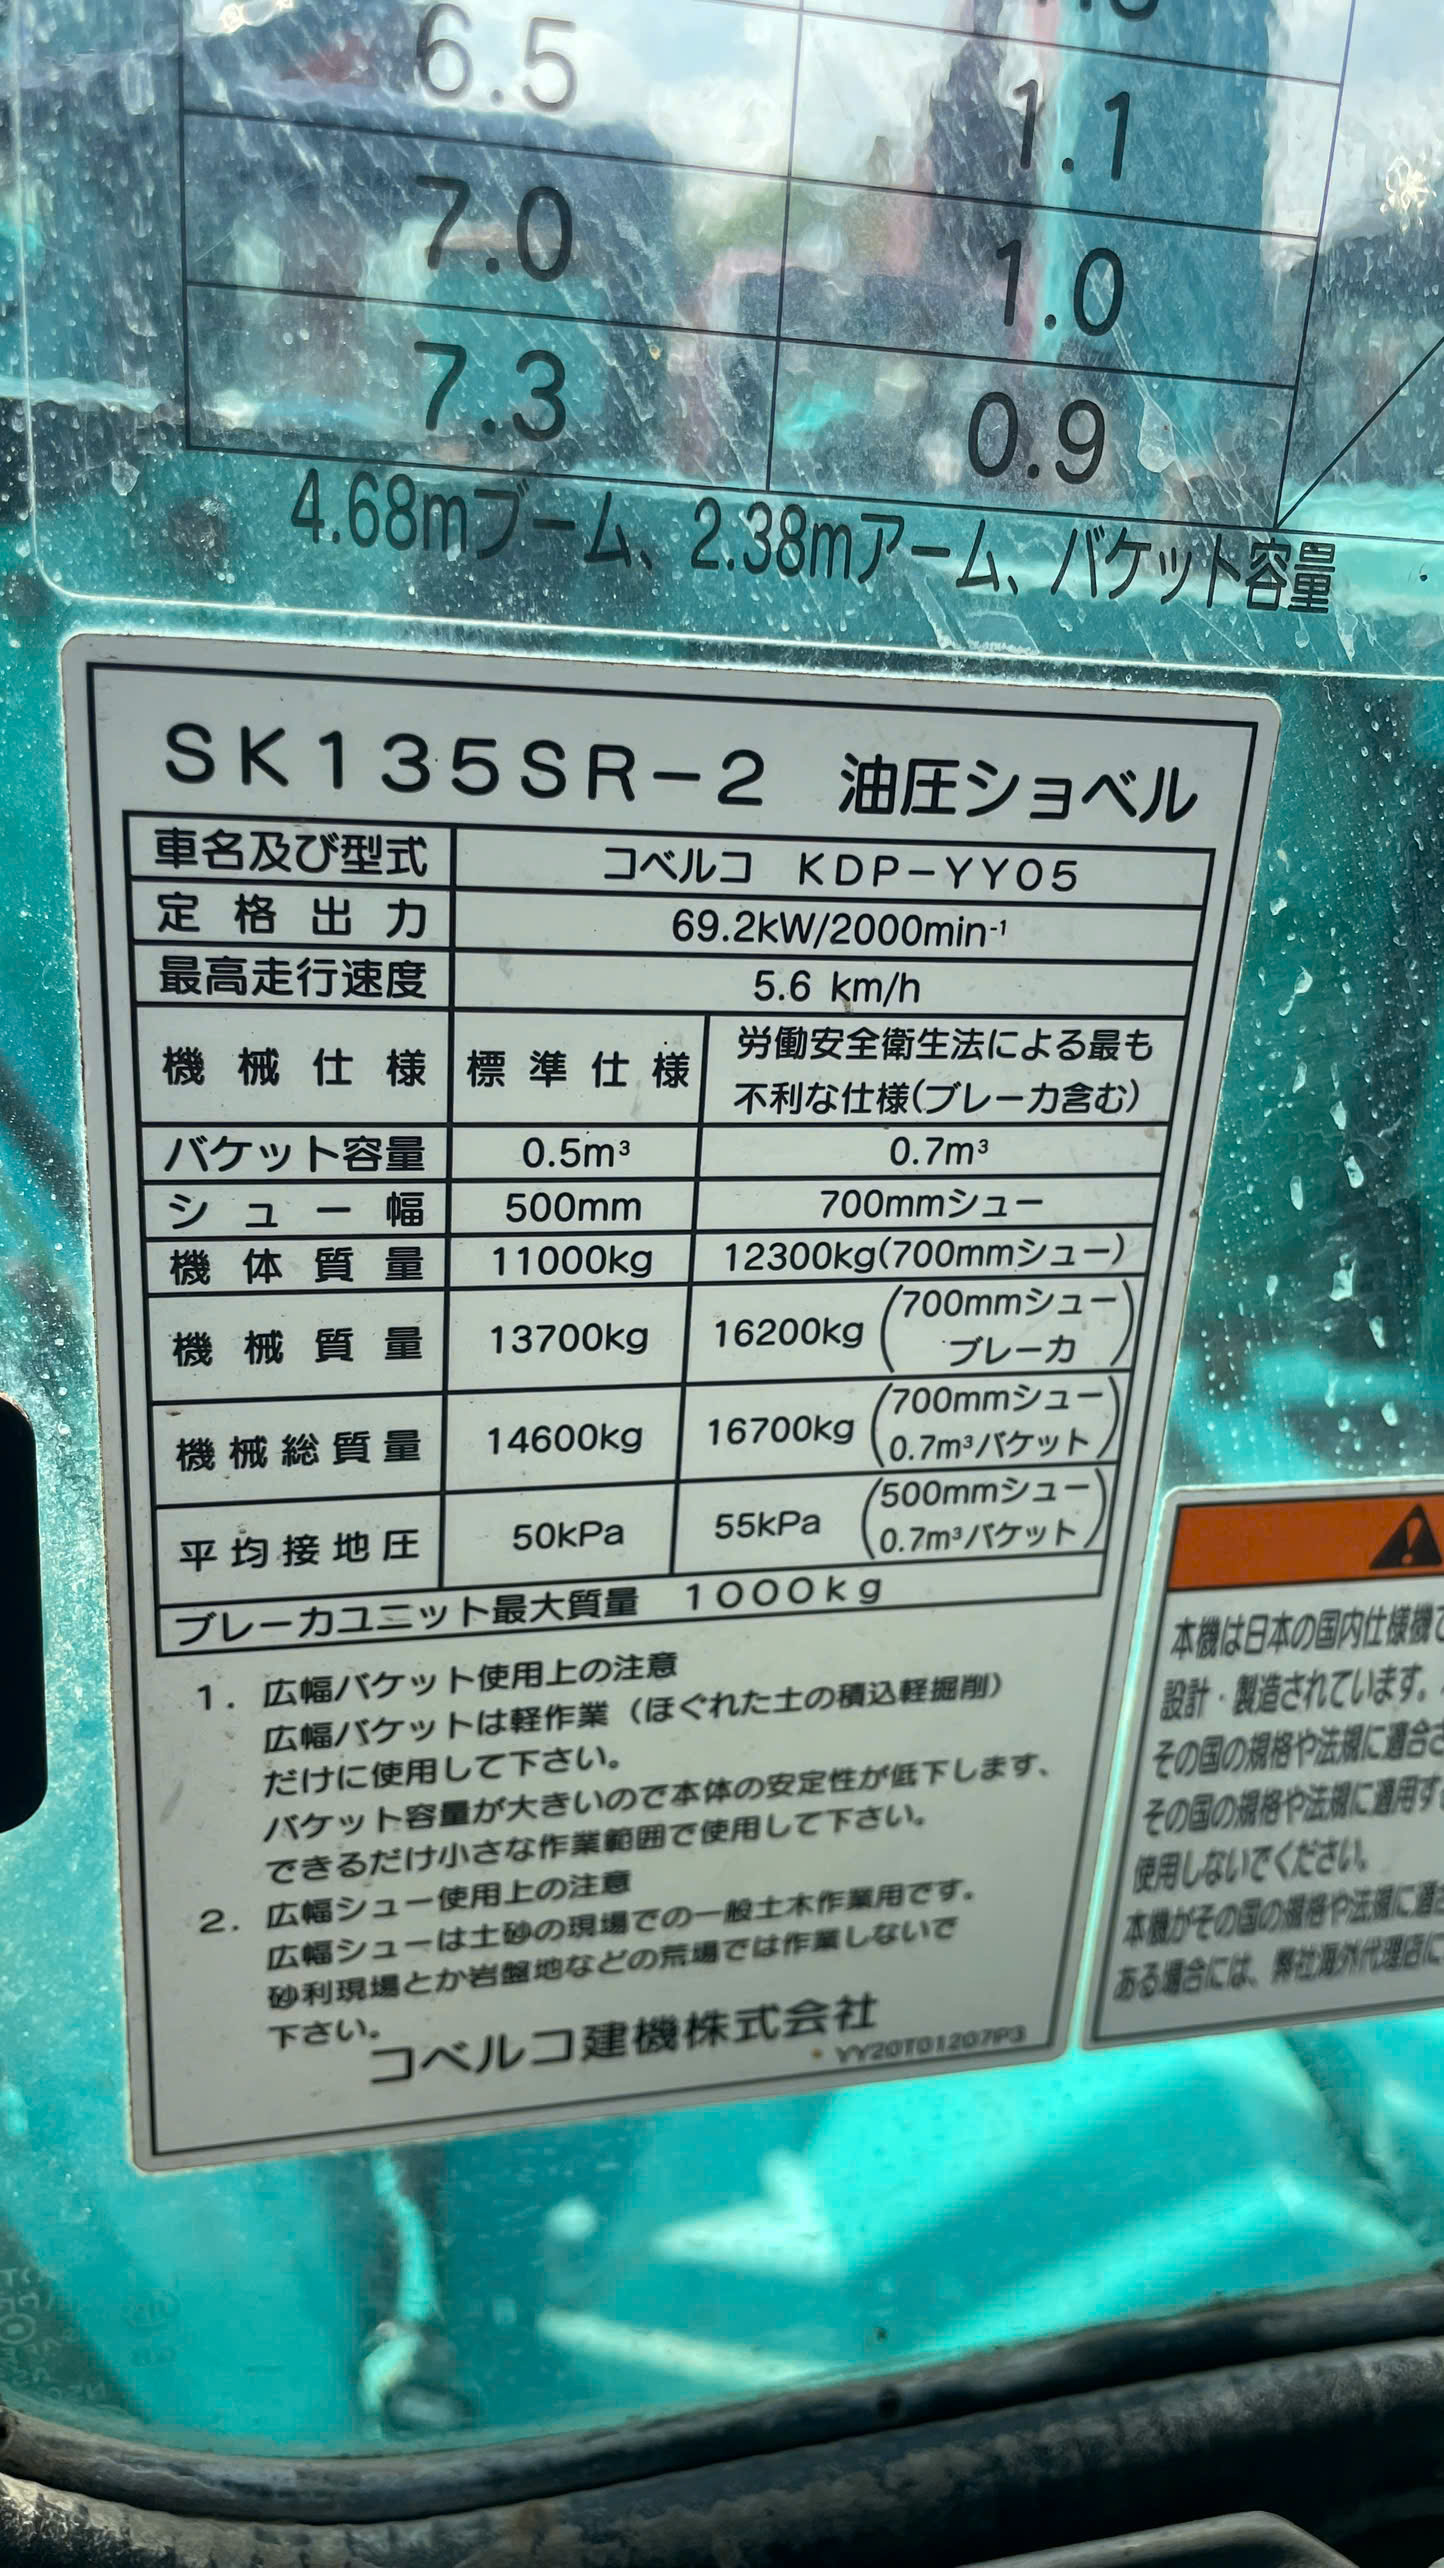 6.5
1.1
7.0
1.0
7.3
0.9
4.68mブーム、2.38mアーム、バケット容量
SK135SR-2 油圧ショベル
車名及び型式 コベルコ KDP-YY05
定格出力 69.2kW/2000min-1
最高走行速度 5.6 km/h
機械仕様 標準仕様 労働安全衛生法による最も
不利な仕様(ブレーカ含む)
バケット容量 0.5m³ 0.7m³
シュー幅 500mm 700mmシュー
機体質量 11000kg 12300kg(700mmシュー)
機械質量 13700kg 16200kg (700mmシュー
ブレーカ)
機械総質量 14600kg 16700kg (700mmシュー
0.7m³バケット)
平均接地圧 50kPa 55kPa (500mmシュー
0.7m³バケット)
ブレーカユニット最大質量 1000kg
1. 広幅バケット使用上の注意
広幅バケットは軽作業(ほぐれた土の積込軽掘削)
だけに使用して下さい。
バケット容量が大きいので本体の安定性が低下します、
できるだけ小さな作業範囲で使用して下さい。
2. 広幅シュー使用上の注意
広幅シューは土砂の現場での一般土木作業用です。
砂利現場とか岩盤地などの荒場では作業しないで
下さい。
コベルコ建機株式会社
YY20T01207P3
本機は日本の国内仕様機で
設計・製造されています。
その国の規格や法規に適合さ
その国の規格や法規に適用す
使用しないでください。
本機がその国の規格や法規に適合
ある場合には、弊社海外代理店に